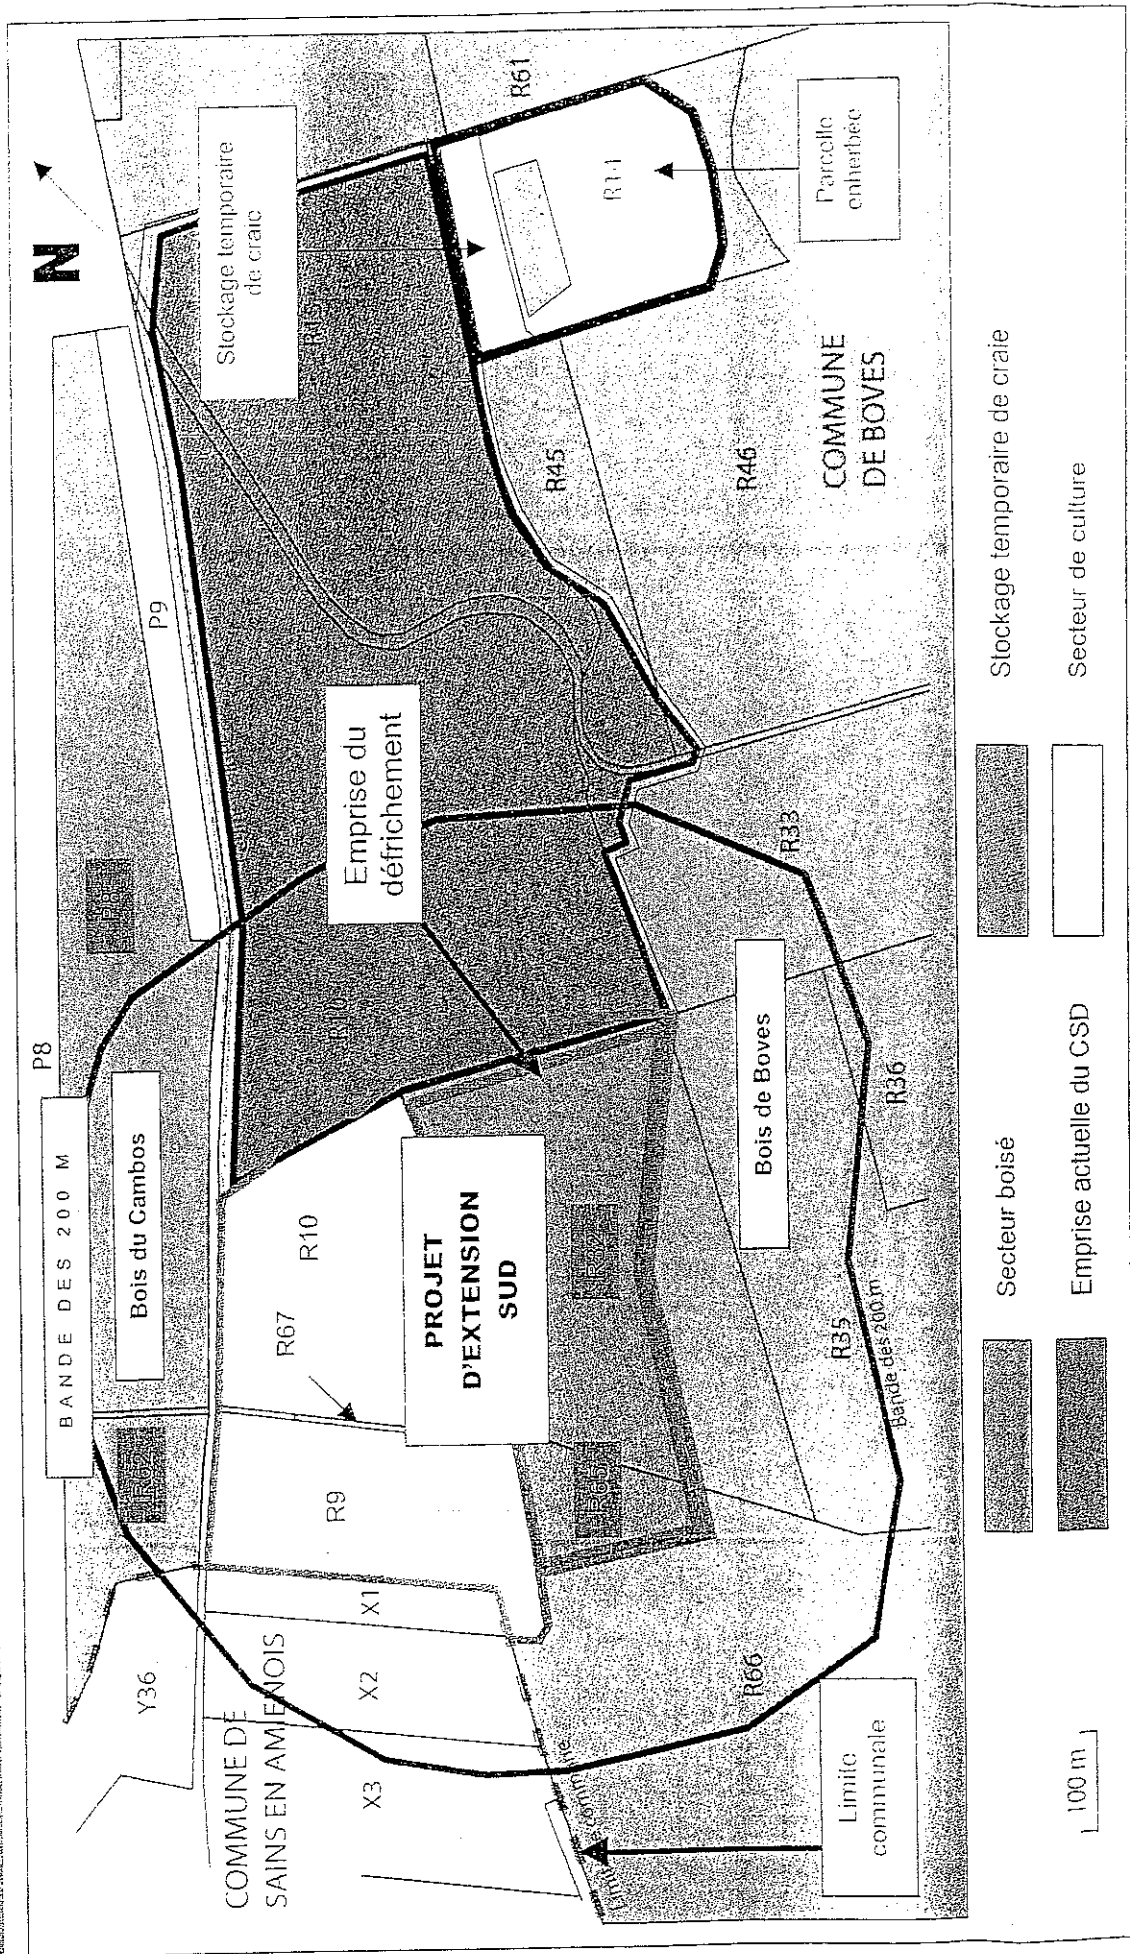 N
BANDE DES 200 M
P8
P9
Bois du Cambos
Y36
COMMUNE DE
SAINS EN AMIENOIS
X3
X2
X1
R9
R67
R10
PROJET
D'EXTENSION
SUD
Emprise du
défrichement
Stockage temporaire
de craie
R61
R45
R46
COMMUNE
DE BOVES
Parcelle
enherbée
Bois de Boves
R33
R36
R35
Bande des 200 m
R66
Limite
communale
100 m
Secteur boisé
Emprise actuelle du CSD
Stockage temporaire de craie
Secteur de culture